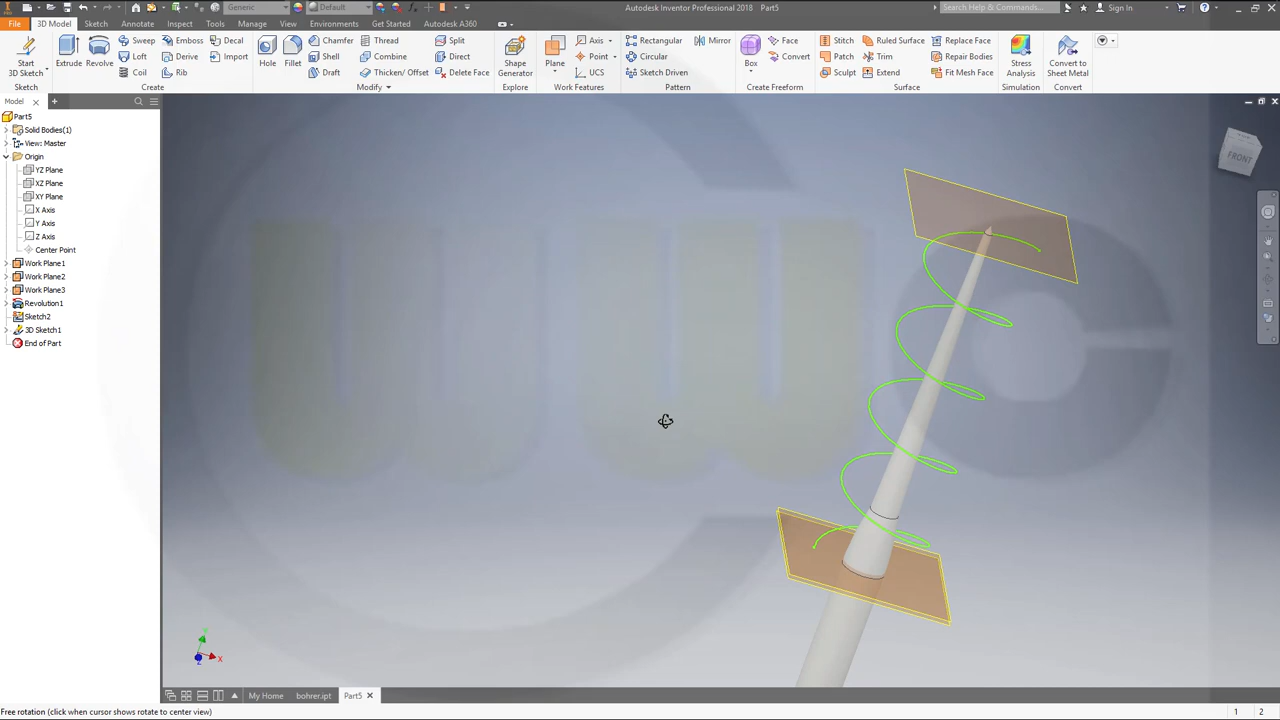 PRO
Generic
Default
Autodesk Inventor Professional 2018 Part5
Search Help & Commands...
Sign In
File 3D Model Sketch Annotate Inspect Tools Manage View Environments Get Started Autodesk A360
Start
3D Sketch
Extrude
Revolve
Sweep
Loft
Coil
Emboss
Derive
Rib
Decal
Import
Create
Hole
Fillet
Chamfer
Shell
Draft
Thread
Combine
Thicken/ Offset
Split
Direct
Delete Face
Modify
Shape
Generator
Explore
Plane
Axis
Point
UCS
Work Features
Rectangular
Circular
Sketch Driven
Mirror
Pattern
Box
Face
Convert
Create Freeform
Stitch
Patch
Sculpt
Ruled Surface
Trim
Extend
Replace Face
Repair Bodies
Fit Mesh Face
Surface
Stress
Analysis
Simulation
Convert to
Sheet Metal
Convert
Model
Part5
Solid Bodies(1)
View: Master
Origin
YZ Plane
XZ Plane
XY Plane
X Axis
Y Axis
Z Axis
Center Point
Work Plane1
Work Plane2
Work Plane3
Revolution1
Sketch2
3D Sketch1
End of Part
FRONT
Y
X
Z
My Home bohrer.ipt Part5
Free rotation (click when cursor shows rotate to center view)
1 2